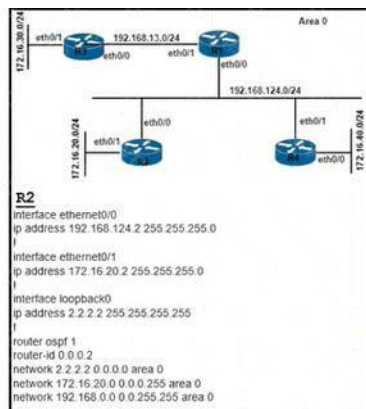 Area 0
172.16.30.0/24
eth0/1
R3
192.168.13.0/24
eth0/0
eth0/1
R1
eth0/0
192.168.124.0/24
eth0/0
eth0/1
172.16.20.0/24
eth0/1
R4
eth0/0
172.16.40.0/24
R2
interface ethernet0/0
ip address 192.168.124.2 255.255.255.0
!
interface ethernet0/1
ip address 172.16.20.2 255.255.255.0
!
interface loopback0
ip address 2.2.2.2 255.255.255.255
!
router ospf 1
router-id 0.0.0.2
network 2.2.2.2 0.0.0.0 area 0
network 172.16.20.0 0.0.0.255 area 0
network 192.168.0.0 0.0.255.255 area 0